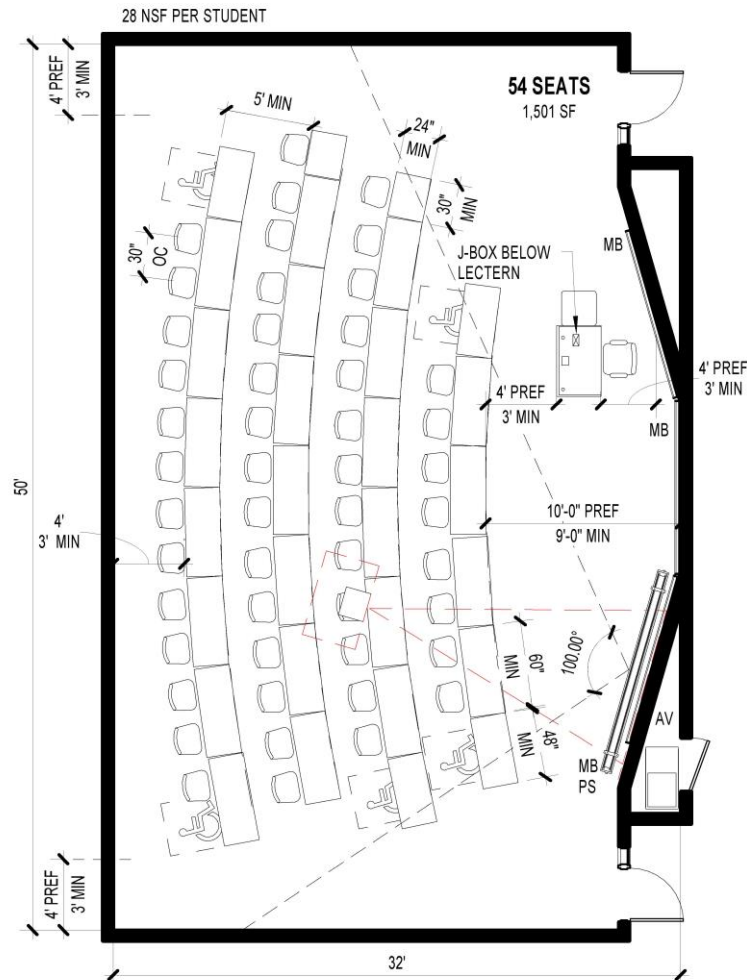 28 NSF PER STUDENT
4' PREF
3' MIN
5' MIN
24"
MIN
54 SEATS
1,501 SF
30"
MIN
30"
OC
J-BOX BELOW
LECTERN
MB
4' PREF
3' MIN
4' PREF
3' MIN
MB
50'
4'
3' MIN
10'-0" PREF
9'-0" MIN
100.00°
60"
MIN
48"
MIN
AV
MB
PS
4' PREF
3' MIN
32'